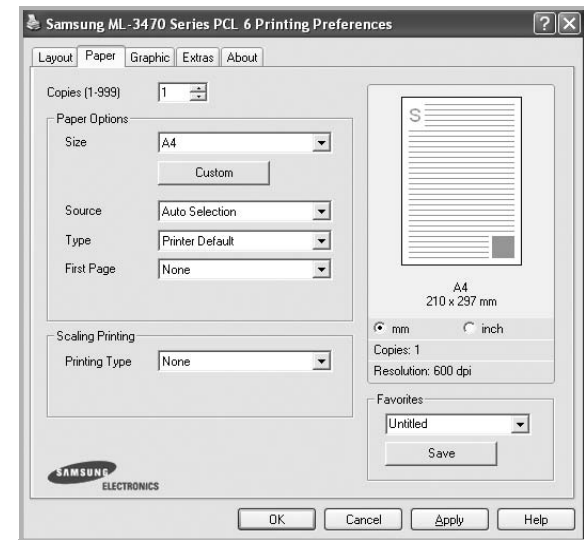 Samsung ML-3470 Series PCL 6 Printing Preferences
Layout Paper Graphic Extras About
Copies (1-999) 1
Paper Options
Size A4
Custom
Source Auto Selection
Type Printer Default
First Page None
Scaling Printing
Printing Type None
S
A4
210 x 297 mm
mm inch
Copies: 1
Resolution: 600 dpi
Favorites
Untitled
Save
SAMSUNG
ELECTRONICS
OK Cancel Apply Help